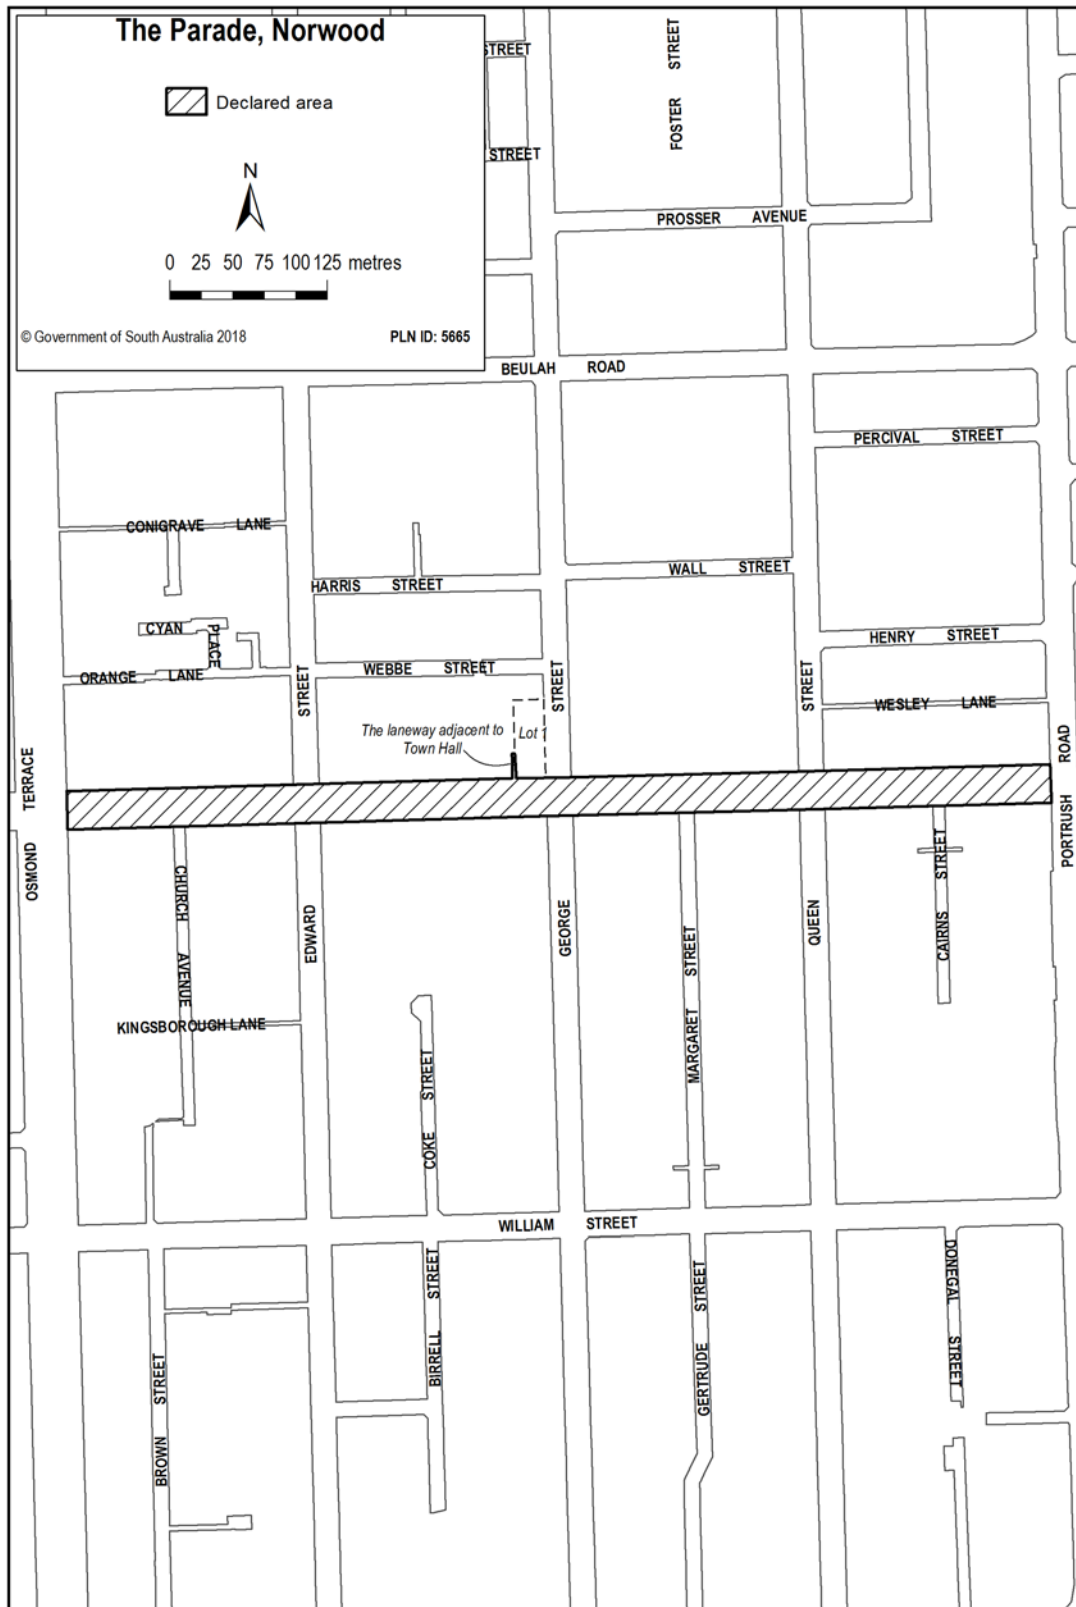 The Parade, Norwood
Declared area
N
0 25 50 75 100 125 metres
© Government of South Australia 2018
PLN ID: 5665
STREET
STREET
FOSTER STREET
PROSSER AVENUE
BEULAH ROAD
PERCIVAL STREET
CONIGRAVE LANE
WALL STREET
HARRIS STREET
CYAN PLACE
HENRY STREET
WEBBE STREET
ORANGE LANE
WESLEY LANE
The laneway adjacent to
Town Hall
Lot 1
OSMOND TERRACE
EDWARD STREET
GEORGE STREET
QUEEN STREET
PORTRUSH ROAD
CHURCH AVENUE
MARGARET STREET
CAIRNS STREET
KINGSBOROUGH LANE
COKE STREET
WILLIAM STREET
BROWN STREET
BIRRELL STREET
GERTRUDE STREET
DONEGAL STREET